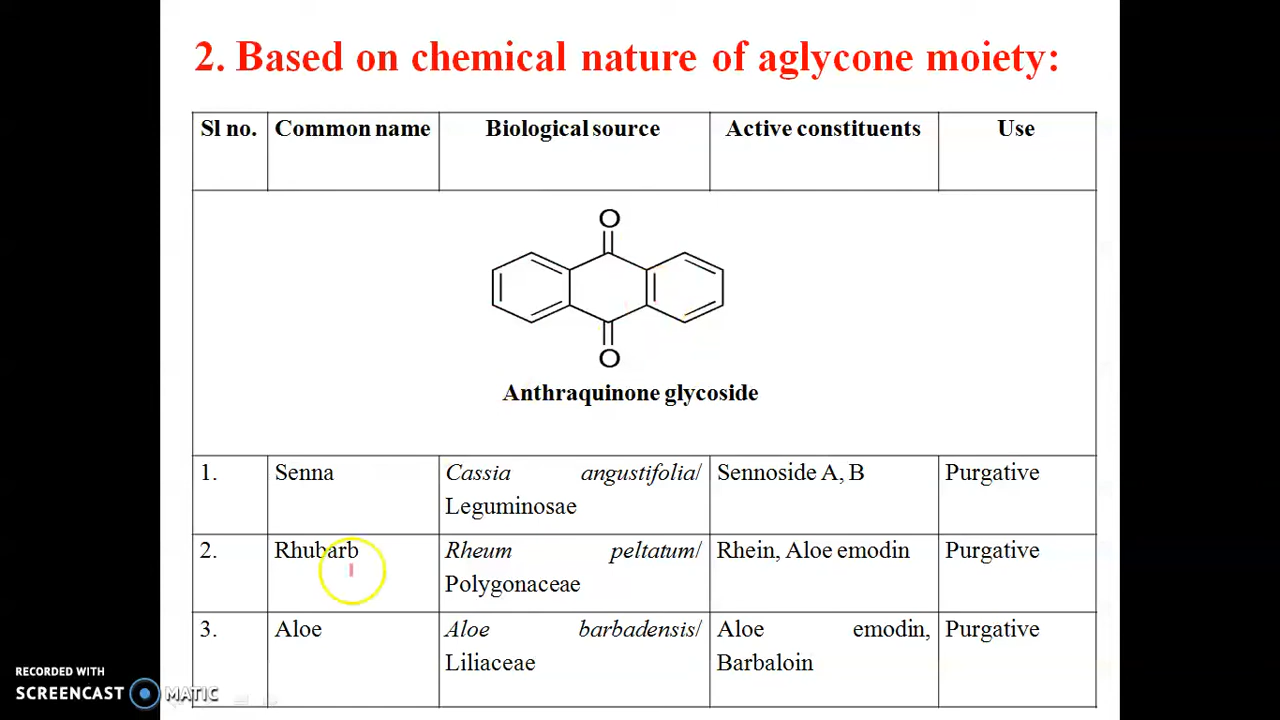 2. Based on chemical nature of aglycone moiety:
Sl no. Common name Biological source Active constituents Use
O
O
Anthraquinone glycoside
1. Senna Cassia angustifolia/ Sennoside A, B Purgative
Leguminosae
2. Rhubarb Rheum peltatum/ Rhein, Aloe emodin Purgative
Polygonaceae
3. Aloe Aloe barbadensis/ Aloe emodin, Purgative
Liliaceae Barbaloin
RECORDED WITH
SCREENCAST MATIC